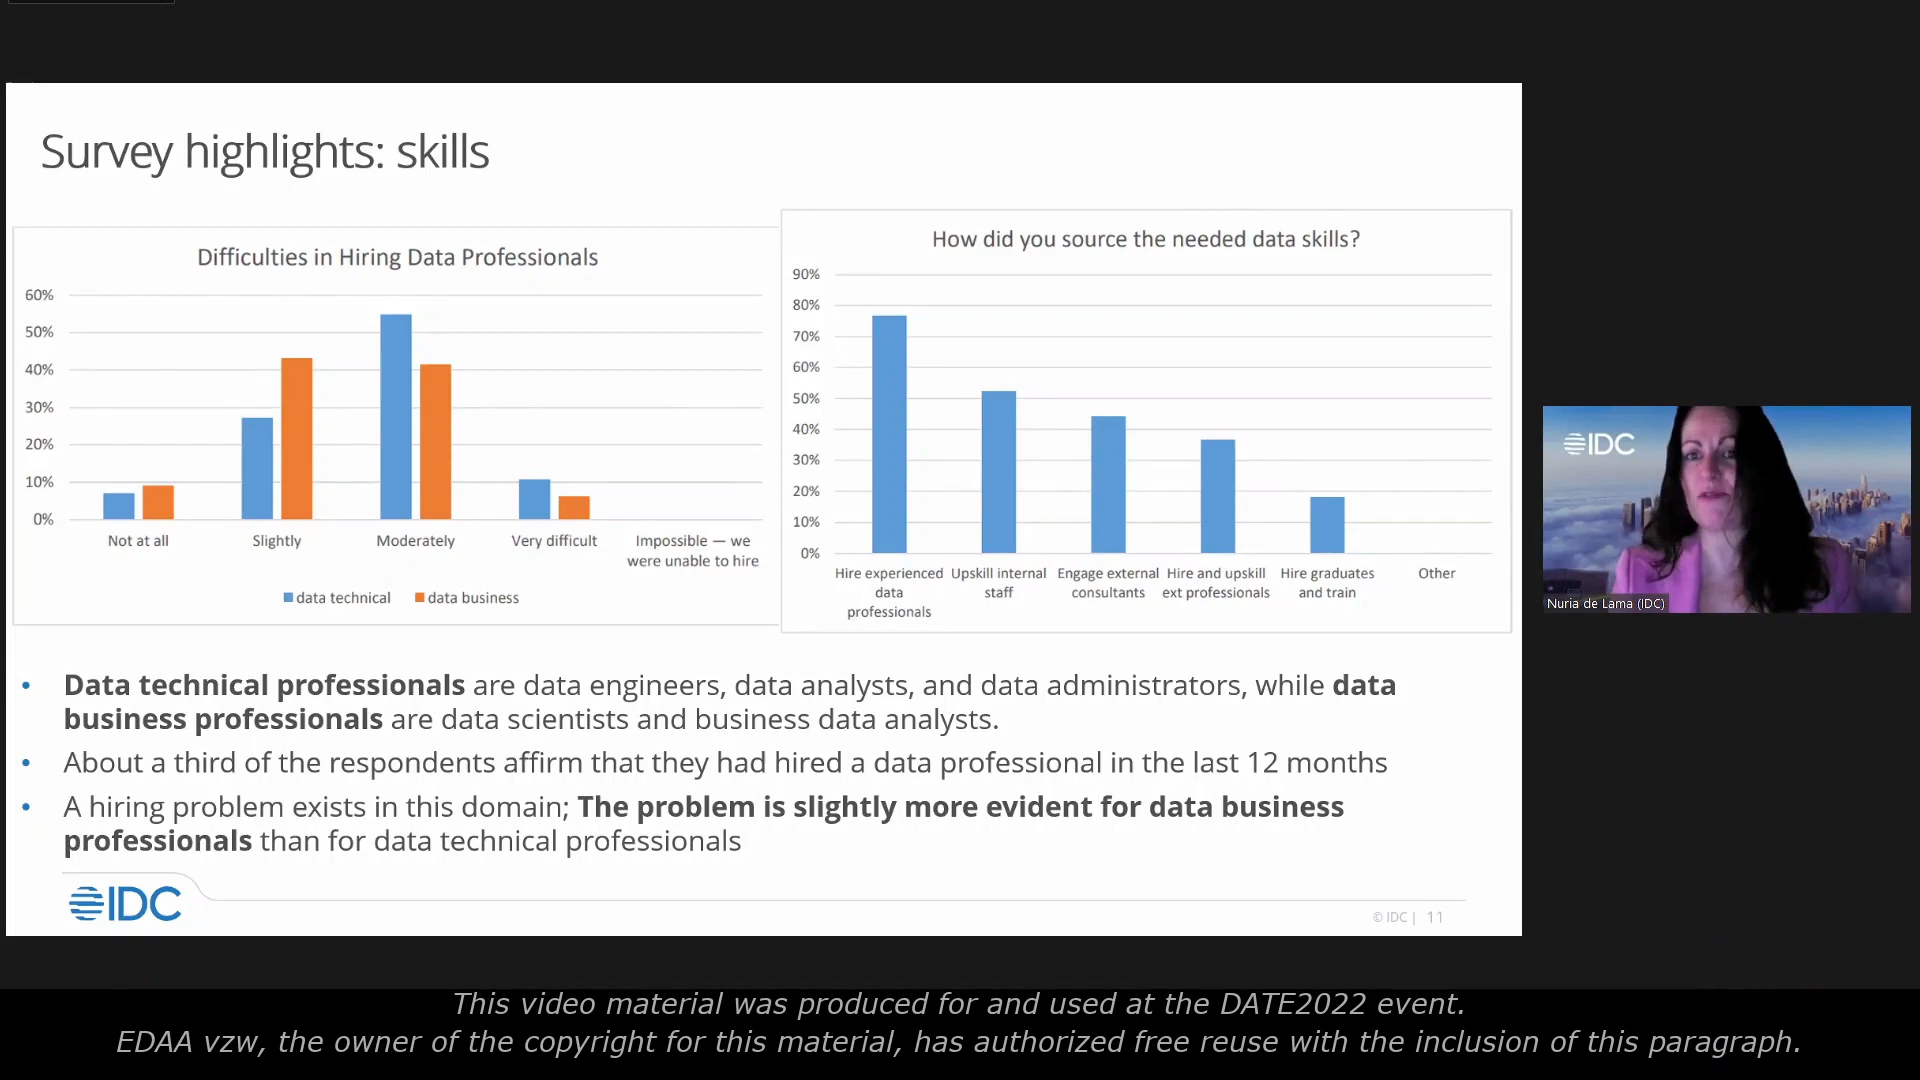 Survey highlights: skills
Difficulties in Hiring Data Professionals
60%
50%
40%
30%
20%
10%
0%
Not at all
Slightly
Moderately
Very difficult
Impossible — we
were unable to hire
data technical
data business
How did you source the needed data skills?
90%
80%
70%
60%
50%
40%
30%
20%
10%
0%
Hire experienced
data
professionals
Upskill internal
staff
Engage external
consultants
Hire and upskill
ext professionals
Hire graduates
and train
Other
• Data technical professionals are data engineers, data analysts, and data administrators, while data
business professionals are data scientists and business data analysts.
• About a third of the respondents affirm that they had hired a data professional in the last 12 months
• A hiring problem exists in this domain; The problem is slightly more evident for data business
professionals than for data technical professionals
IDC
© IDC | 11
IDC
Nuria de Lama (IDC)
This video material was produced for and used at the DATE2022 event.
EDAA vzw, the owner of the copyright for this material, has authorized free reuse with the inclusion of this paragraph.